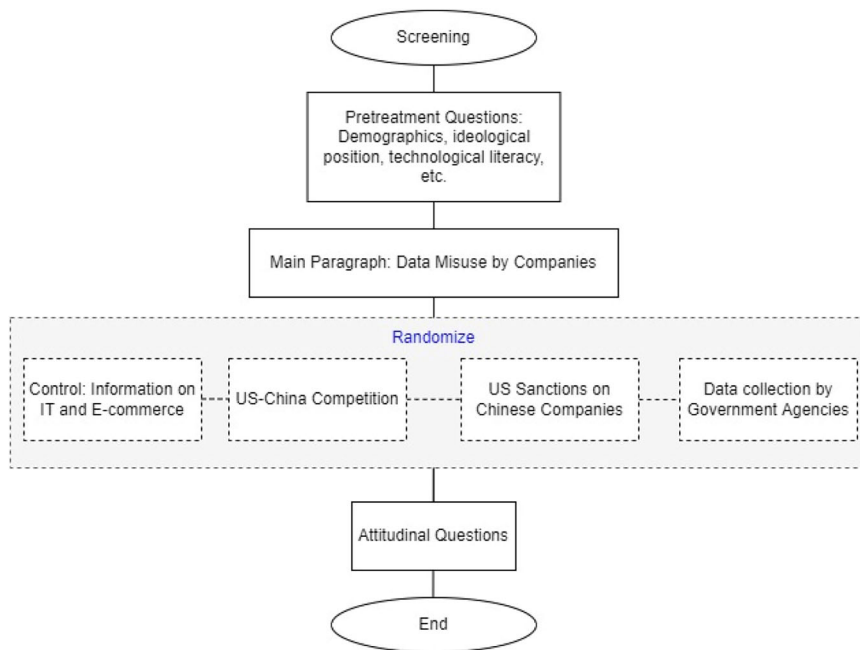 Screening
Pretreatment Questions:
Demographics, ideological
position, technological literacy,
etc.
Main Paragraph: Data Misuse by Companies
Randomize
Control: Information on
IT and E-commerce
US-China Competition
US Sanctions on
Chinese Companies
Data collection by
Government Agencies
Attitudinal Questions
End